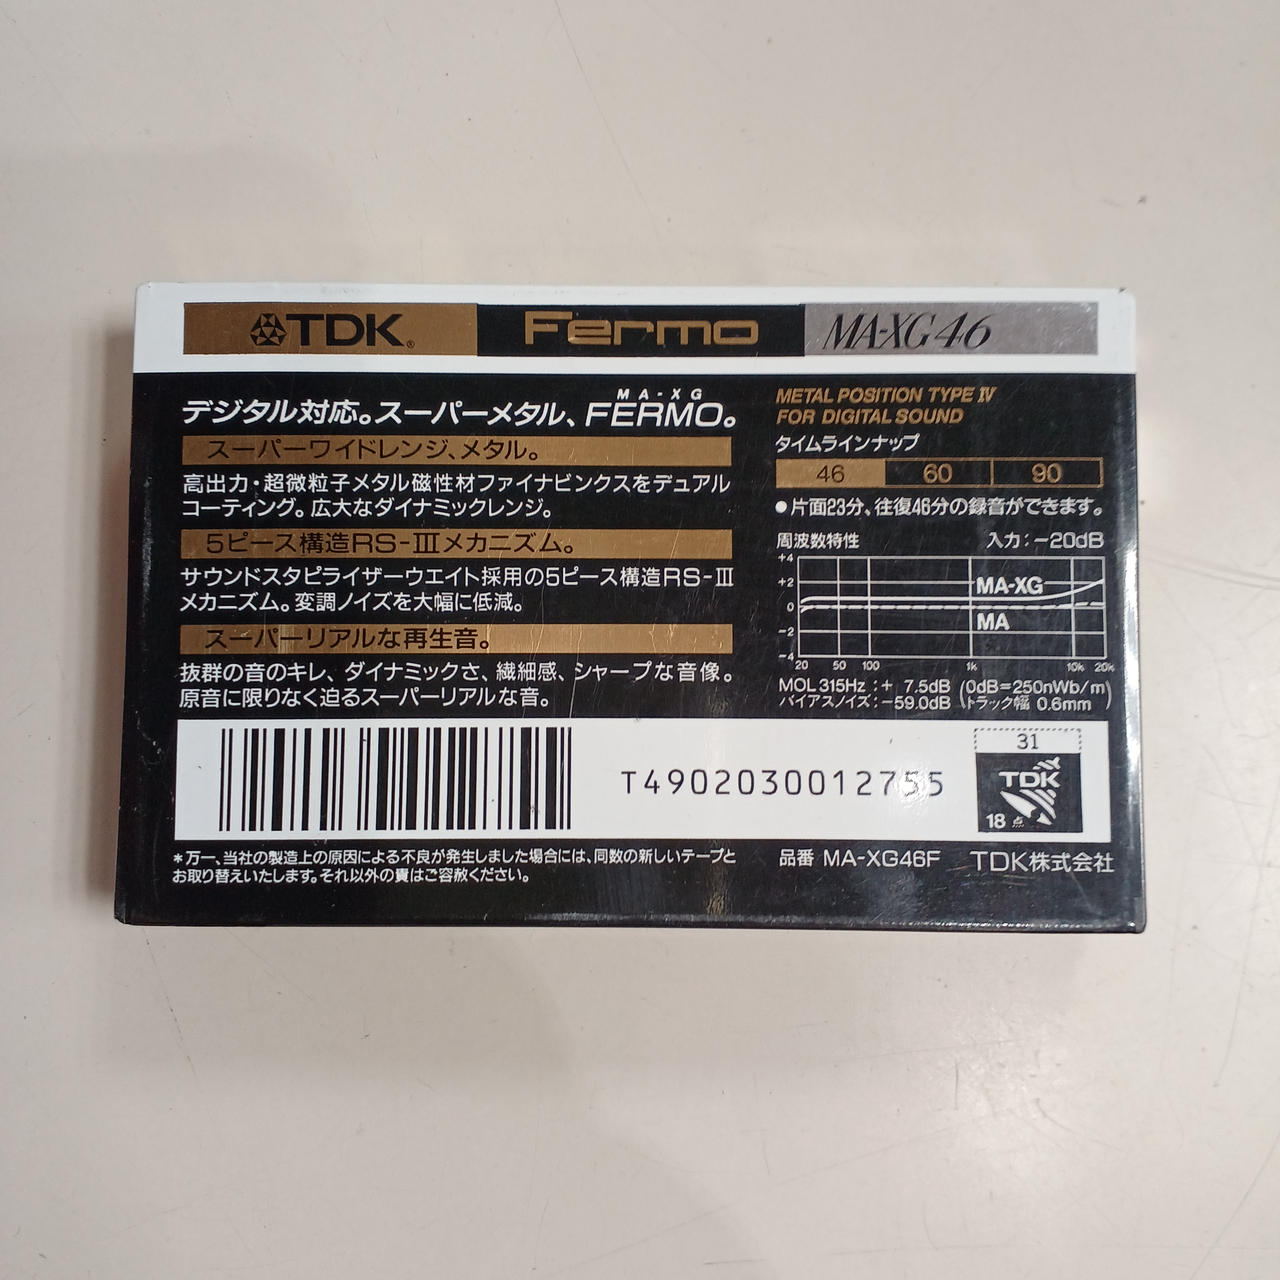 TDK® Fermo MA-XG46
MA-XG
デジタル対応。スーパーメタル、FERMO。
スーパーワイドレンジ、メタル。
高出力・超微粒子メタル磁性材ファイナビンクスをデュアル
コーティング。広大なダイナミックレンジ。
5ピース構造RS-IIIメカニズム。
サウンドスタビライザーウエイト採用の5ピース構造RS-III
メカニズム。変調ノイズを大幅に低減。
スーパーリアルな再生音。
抜群の音のキレ、ダイナミックさ、繊細感、シャープな音像。
原音に限りなく迫るスーパーリアルな音。
METAL POSITION TYPE IV
FOR DIGITAL SOUND
タイムラインナップ
46 60 90
●片面23分、往復46分の録音ができます。
周波数特性 入力:-20dB
+4
+2
0
-2
-4
MA-XG
MA
20 50 100 1k 10k 20k
MOL 315Hz:+ 7.5dB (0dB=250nWb/m
バイアスノイズ:-59.0dB トラック幅 0.6mm)
T4902030012755
31
TDK
18点
*万一、当社の製造上の原因による不良が発生しました場合には、同数の新しいテープと
お取り替えいたします。それ以外の責はご容赦ください。
品番 MA-XG46F TDK株式会社